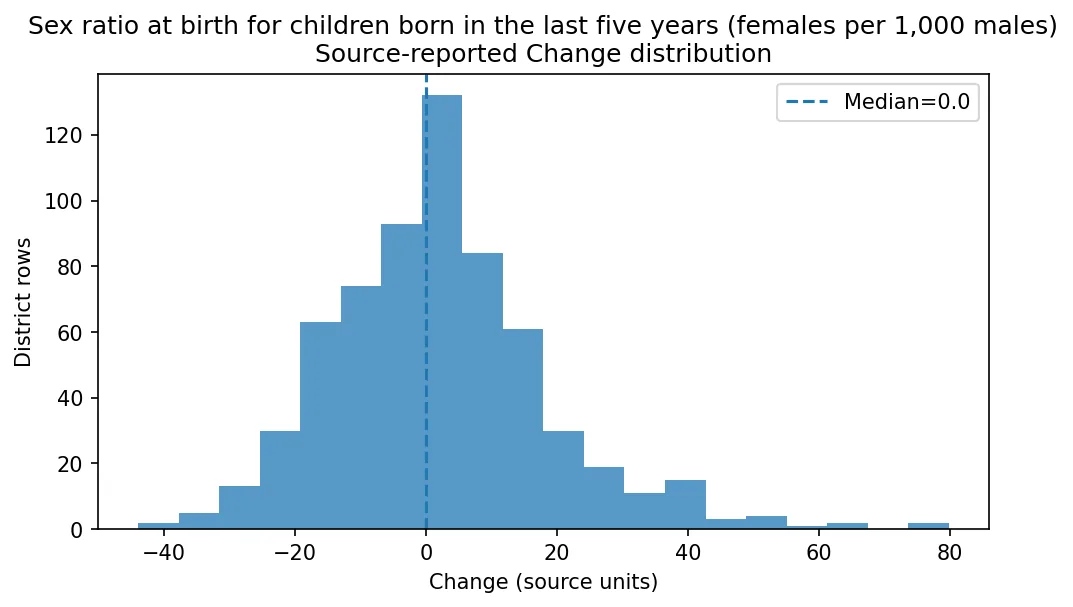 Sex ratio at birth for children born in the last five years (females per 1,000 males)
Source-reported Change distribution
Median=0.0
District rows
120
100
80
60
40
20
0
−40
−20
0
20
40
60
80
Change (source units)